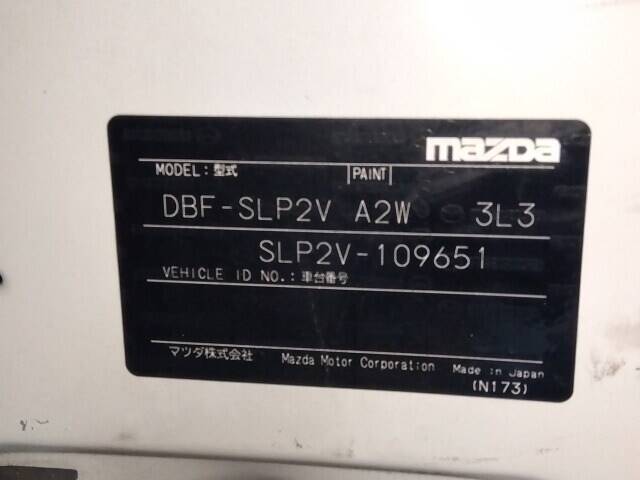 mazda
MODEL:型式 PAINT
DBF-SLP2V A2W 3L3
SLP2V-109651
VEHICLE ID NO.:車台番号
マツダ株式会社 Mazda Motor Corporation Made in Japan
(N173)